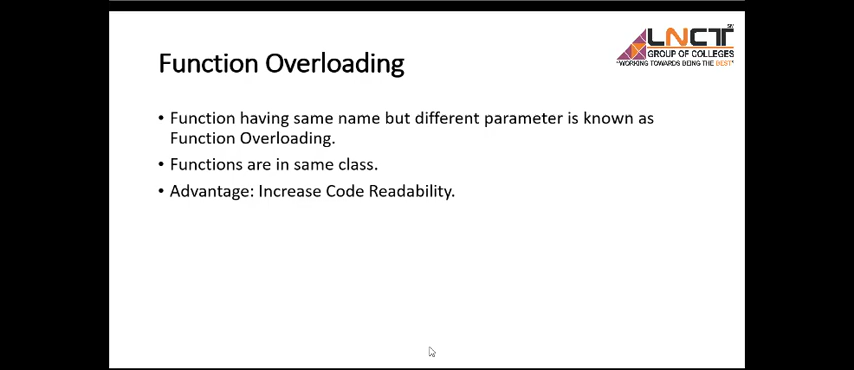 LNCT
GROUP OF COLLEGES
"WORKING TOWARDS BEING THE BEST"
Function Overloading
• Function having same name but different parameter is known as
Function Overloading.
• Functions are in same class.
• Advantage: Increase Code Readability.